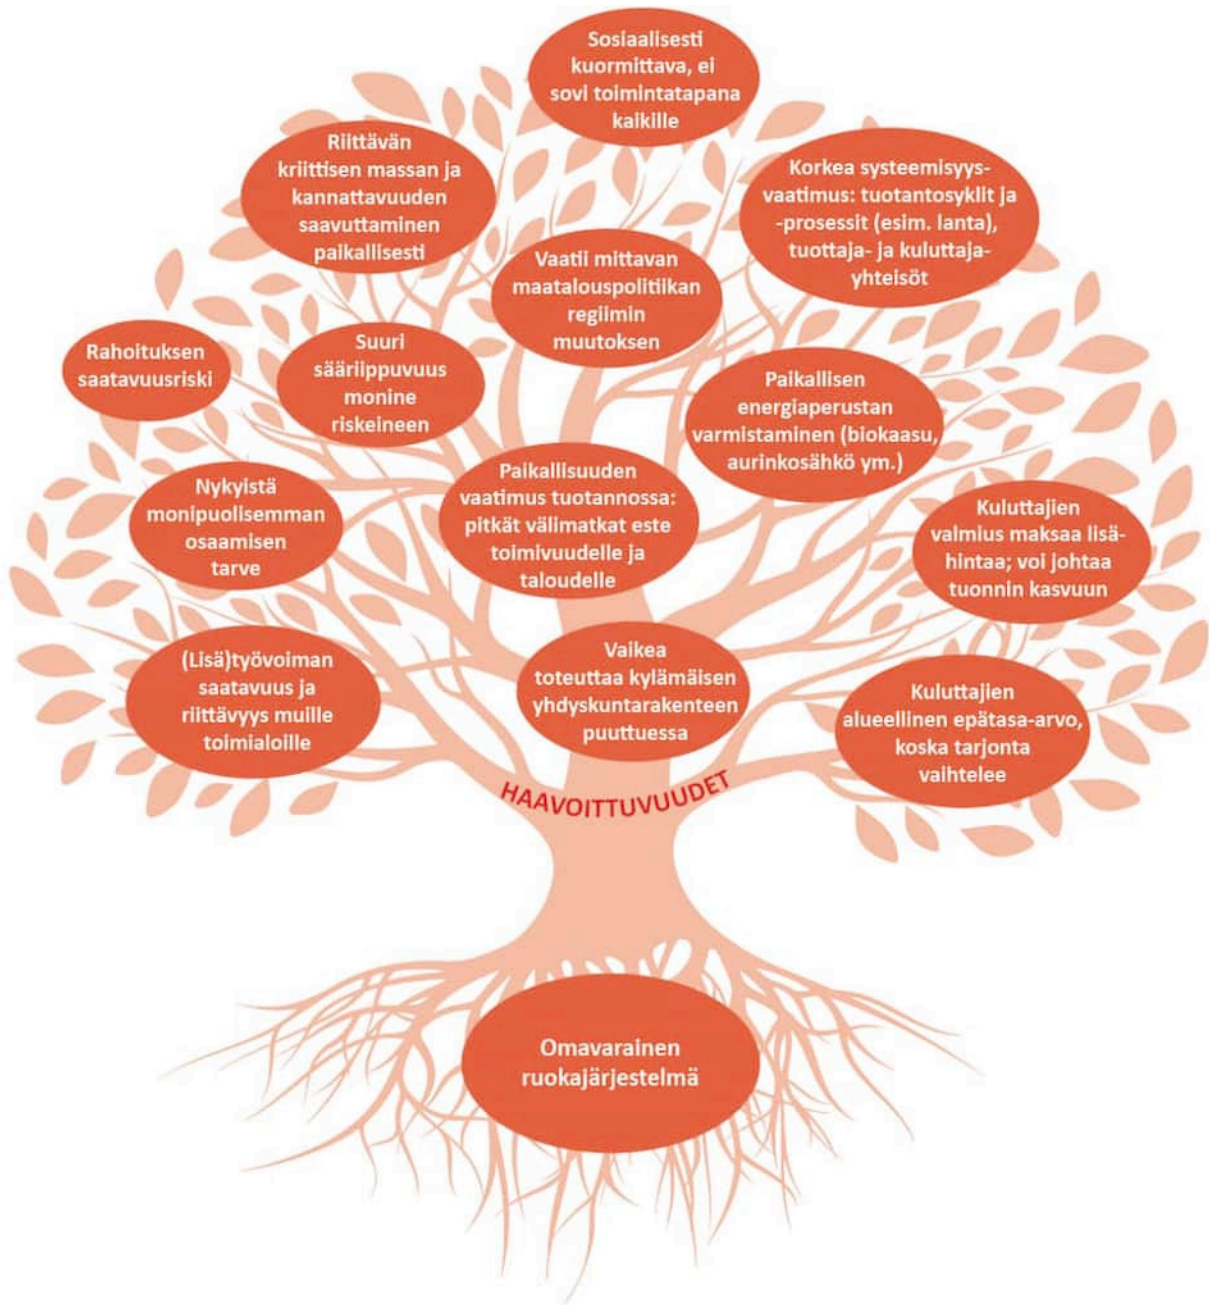 Sosiaalisesti
kuormittava, ei
sovi toimintatapana
kaikille
Riittävän
kriittisen massan ja
kannattavuuden
saavuttaminen
paikallisesti
Korkea systeemisyys-
vaatimus: tuotantosyklit ja
-prosessit (esim. lanta),
tuottaja- ja kuluttaja-
yhteisöt
Vaatii mittavan
maatalouspolitiikan
regiimin
muutoksen
Rahoituksen
saatavuusriski
Suuri
sääriippuvuus
monine
riskeineen
Paikallisen
energiaperustan
varmistaminen (biokaasu,
aurinkosähkö ym.)
Nykyistä
monipuolisemman
osaamisen
tarve
Paikallisuuden
vaatimus tuotannossa:
pitkät välimatkat este
toimivuudelle ja
taloudelle
Kuluttajien
valmius maksaa lisä-
hintaa; voi johtaa
tuonnin kasvuun
(Lisä)työvoiman
saatavuus ja
riittävyys muille
toimialoille
Vaikea
toteuttaa kylämäisen
yhdyskuntarakenteen
puuttuessa
Kuluttajien
alueellinen epätasa-arvo,
koska tarjonta
vaihtelee
HAAVOITTUVUUDET
Omavarainen
ruokajärjestelmä